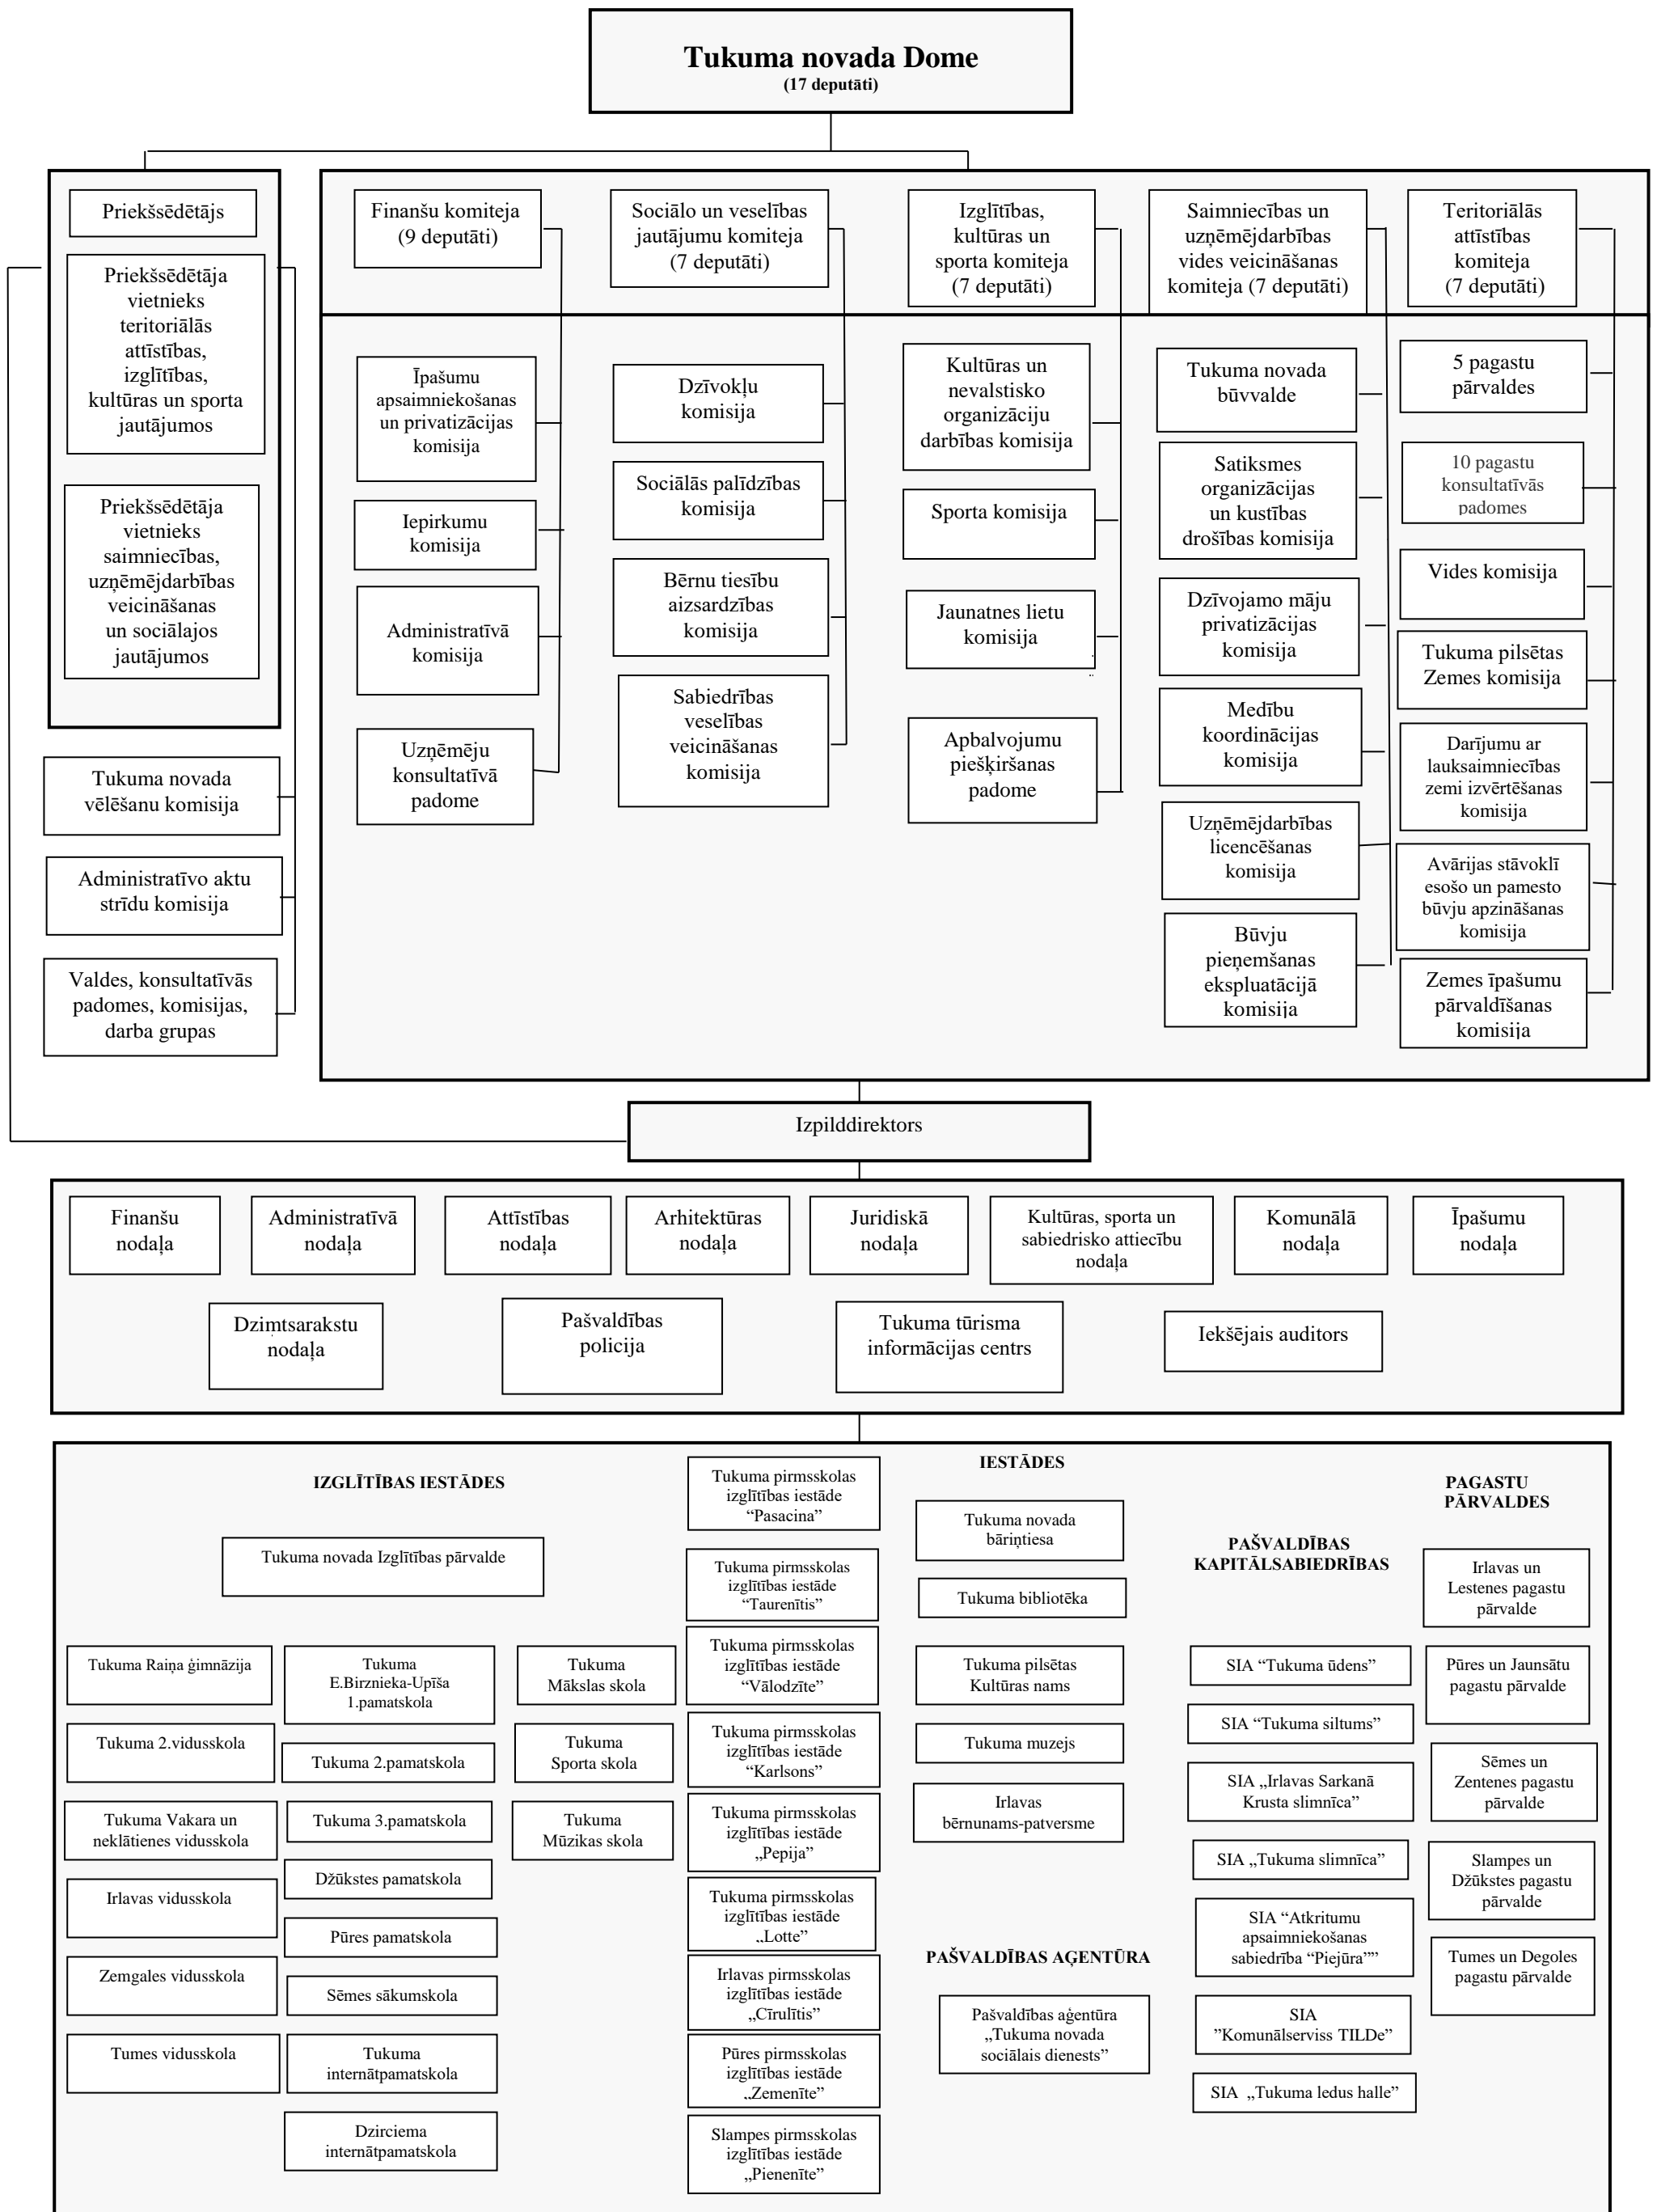 Tukuma novada Dome
(17 deputāti)
Priekšsēdētājs
Priekšsēdētāja
vietnieks
teritoriālās
attīstības,
izglītības,
kultūras un sporta
jautājumos
Priekšsēdētāja
vietnieks
saimniecības,
uzņēmējdarbības
veicināšanas
un sociālajos
jautājumos
Tukuma novada
vēlēšanu komisija
Administratīvo aktu
strīdu komisija
Valdes, konsultatīvās
padomes, komisijas,
darba grupas
Finanšu komiteja
(9 deputāti)
Īpašumu
apsaimniekošanas
un privatizācijas
komisija
Iepirkumu
komisija
Administratīvā
komisija
Uzņēmēju
konsultatīvā
padome
Sociālo un veselības
jautājumu komiteja
(7 deputāti)
Dzīvokļu
komisija
Sociālās palīdzības
komisija
Bērnu tiesību
aizsardzības
komisija
Sabiedrības
veselības
veicināšanas
komisija
Izglītības,
kultūras un
sporta komiteja
(7 deputāti)
Kultūras un
nevalstisko
organizāciju
darbības komisija
Sporta komisija
Jaunatnes lietu
komisija
Apbalvojumu
piešķiršanas
padome
Saimniecības un
uzņēmējdarbības
vides veicināšanas
komiteja (7 deputāti)
Tukuma novada
būvvalde
Satiksmes
organizācijas
un kustības
drošības komisija
Dzīvojamo māju
privatizācijas
komisija
Medību
koordinācijas
komisija
Uzņēmējdarbības
licencēšanas
komisija
Būvju
pieņemšanas
ekspluatācijā
komisija
Teritoriālās
attīstības
komiteja
(7 deputāti)
5 pagastu
pārvaldes
10 pagastu
konsultatīvās
padomes
Vides komisija
Tukuma pilsētas
Zemes komisija
Darījumu ar
lauksaimniecības
zemi izvērtēšanas
komisija
Avārijas stāvoklī
esošo un pamesto
būvju apzināšanas
komisija
Zemes īpašumu
pārvaldīšanas
komisija
Izpilddirektors
Finanšu
nodaļa
Administratīvā
nodaļa
Attīstības
nodaļa
Arhitektūras
nodaļa
Juridiskā
nodaļa
Kultūras, sporta un
sabiedrisko attiecību
nodaļa
Komunālā
nodaļa
Īpašumu
nodaļa
Dzimtsarakstu
nodaļa
Pašvaldības
policija
Tukuma tūrisma
informācijas centrs
Iekšējais auditors
IZGLĪTĪBAS IESTĀDES
Tukuma novada Izglītības pārvalde
Tukuma Raiņa ģimnāzija
Tukuma 2.vidusskola
Tukuma Vakara un
neklātienes vidusskola
Irlavas vidusskola
Zemgales vidusskola
Tumes vidusskola
Tukuma
E.Birznieka-Upīša
1.pamatskola
Tukuma 2.pamatskola
Tukuma 3.pamatskola
Džūkstes pamatskola
Pūres pamatskola
Sēmes sākumskola
Tukuma
internātpamatskola
Dzirciema
internātpamatskola
Tukuma
Mākslas skola
Tukuma
Sporta skola
Tukuma
Mūzikas skola
Tukuma pirmsskolas
izglītības iestāde
“Pasacina”
Tukuma pirmsskolas
izglītības iestāde
“Taurenītis”
Tukuma pirmsskolas
izglītības iestāde
“Vālodzīte”
Tukuma pirmsskolas
izglītības iestāde
“Karlsons”
Tukuma pirmsskolas
izglītības iestāde
„Pepija”
Tukuma pirmsskolas
izglītības iestāde
„Lotte”
Irlavas pirmsskolas
izglītības iestāde
„Cīrulītis”
Pūres pirmsskolas
izglītības iestāde
„Zemenīte”
Slampes pirmsskolas
izglītības iestāde
„Pienenīte”
IESTĀDES
Tukuma novada
bāriņtiesa
Tukuma bibliotēka
Tukuma pilsētas
Kultūras nams
Tukuma muzejs
Irlavas
bērnunams-patversme
PAŠVALDĪBAS AĢENTŪRA
Pašvaldības aģentūra
„Tukuma novada
sociālais dienests”
PAŠVALDĪBAS
KAPITĀLSABIEDRĪBAS
SIA “Tukuma ūdens”
SIA “Tukuma siltums”
SIA „Irlavas Sarkanā
Krusta slimnīca”
SIA „Tukuma slimnīca”
SIA “Atkritumu
apsaimniekošanas
sabiedrība “Piejūra””
SIA
”Komunālserviss TILDe”
SIA „Tukuma ledus halle”
PAGASTU
PĀRVALDES
Irlavas un
Lestenes pagastu
pārvalde
Pūres un Jaunsātu
pagastu pārvalde
Sēmes un
Zentenes pagastu
pārvalde
Slampes un
Džūkstes pagastu
pārvalde
Tumes un Degoles
pagastu pārvalde